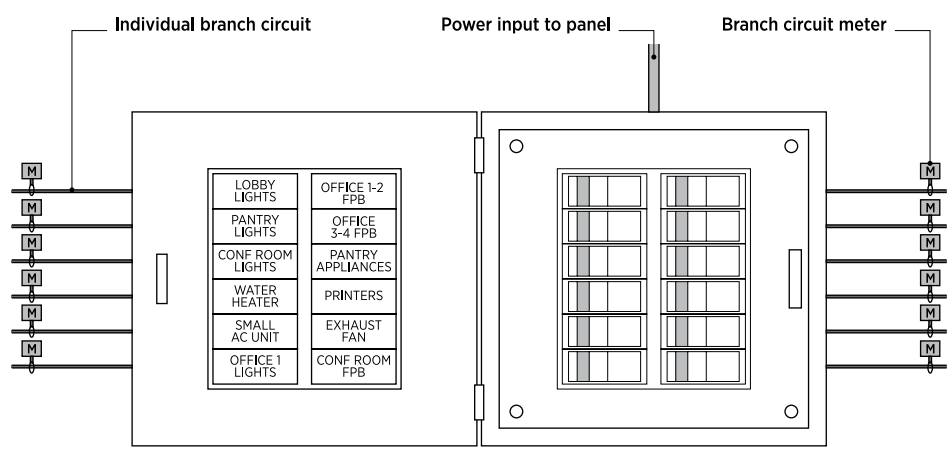 Individual branch circuit
Power input to panel
Branch circuit meter
LOBBY
LIGHTS
OFFICE 1-2
FPB
PANTRY
LIGHTS
OFFICE
3-4 FPB
CONF ROOM
LIGHTS
PANTRY
APPLIANCES
WATER
HEATER
PRINTERS
SMALL
AC UNIT
EXHAUST
FAN
OFFICE 1
LIGHTS
CONF ROOM
FPB
M
M
M
M
M
M
M
M
M
M
M
M